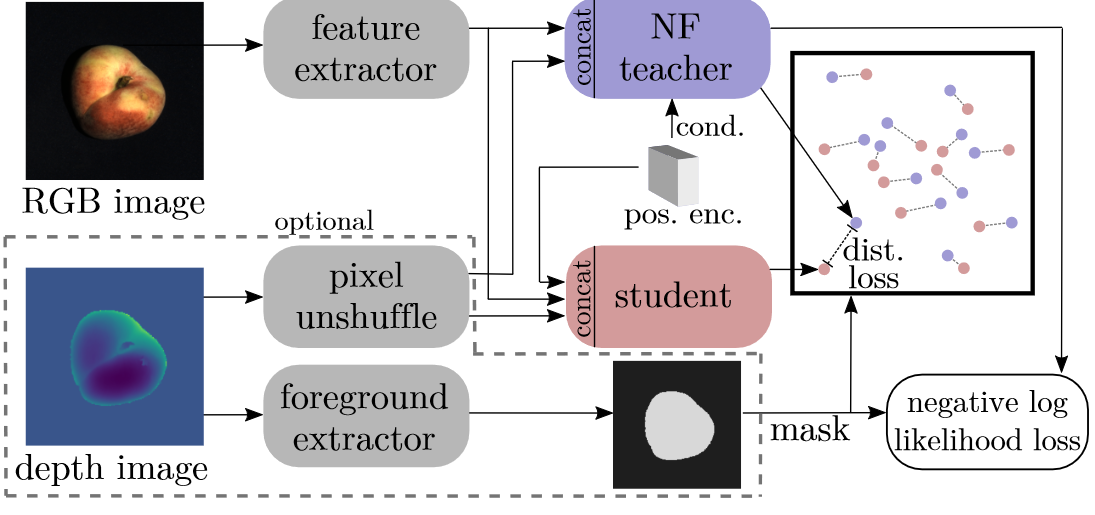 feature
extractor
concat
NF
teacher
cond.
RGB image
pos. enc.
optional
dist.
loss
pixel
unshuffle
concat
student
foreground
extractor
mask
negative log
likelihood loss
depth image